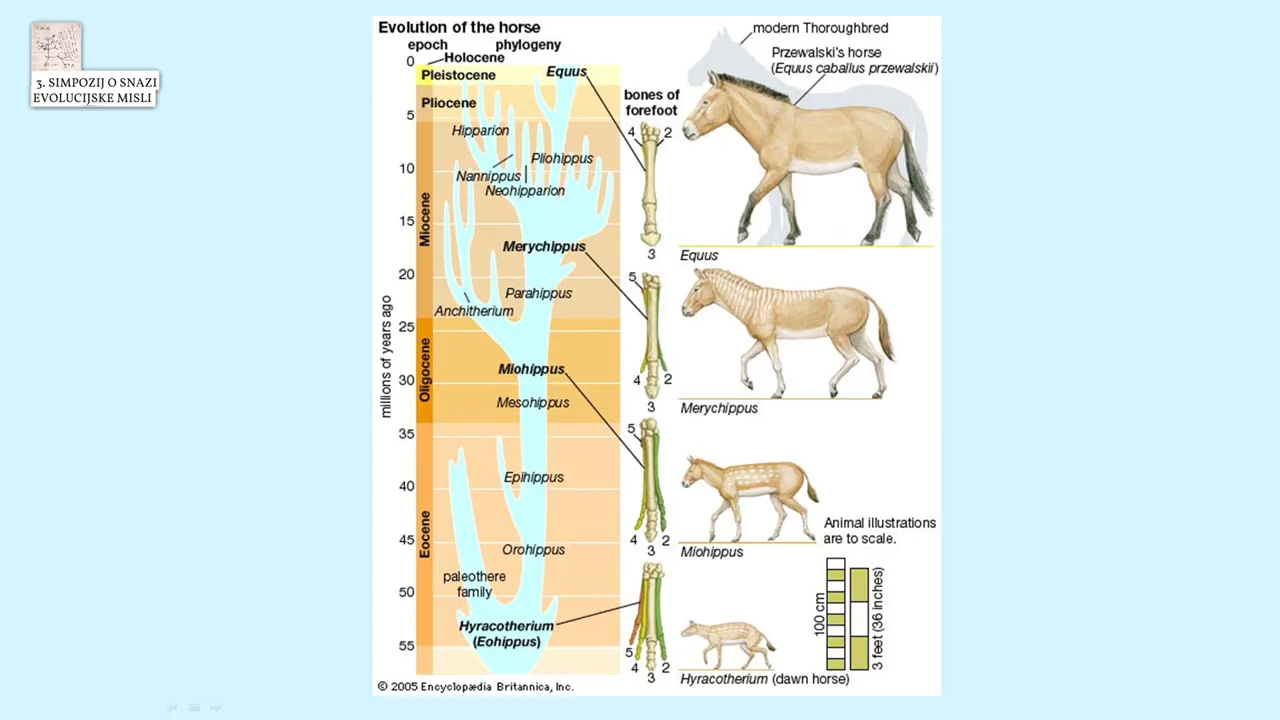 3. SIMPOZIJ O SNAZI
EVOLUCIJSKE MISLI
Evolution of the horse
epoch phylogeny
Holocene
0
Pleistocene
Equus
Pliocene
5
Hipparion
Pliohippus
10
Nannippus
Neohipparion
Miocene
15
Merychippus
20
Parahippus
Anchitherium
25
Oligocene
Miohippus
30
Mesohippus
35
Epihippus
40
Eocene
45
Orohippus
paleothere
family
50
Hyracotherium
(Eohippus)
55
millions of years ago
bones of
forefoot
4 2
3
5
4 2
3
5
4 2
3
5
4 2
3
modern Thoroughbred
Przewalski's horse
(Equus caballus przewalskii)
Equus
Merychippus
Miohippus
Animal illustrations
are to scale.
100 cm
3 feet (36 inches)
Hyracotherium (dawn horse)
© 2005 Encyclopædia Britannica, Inc.